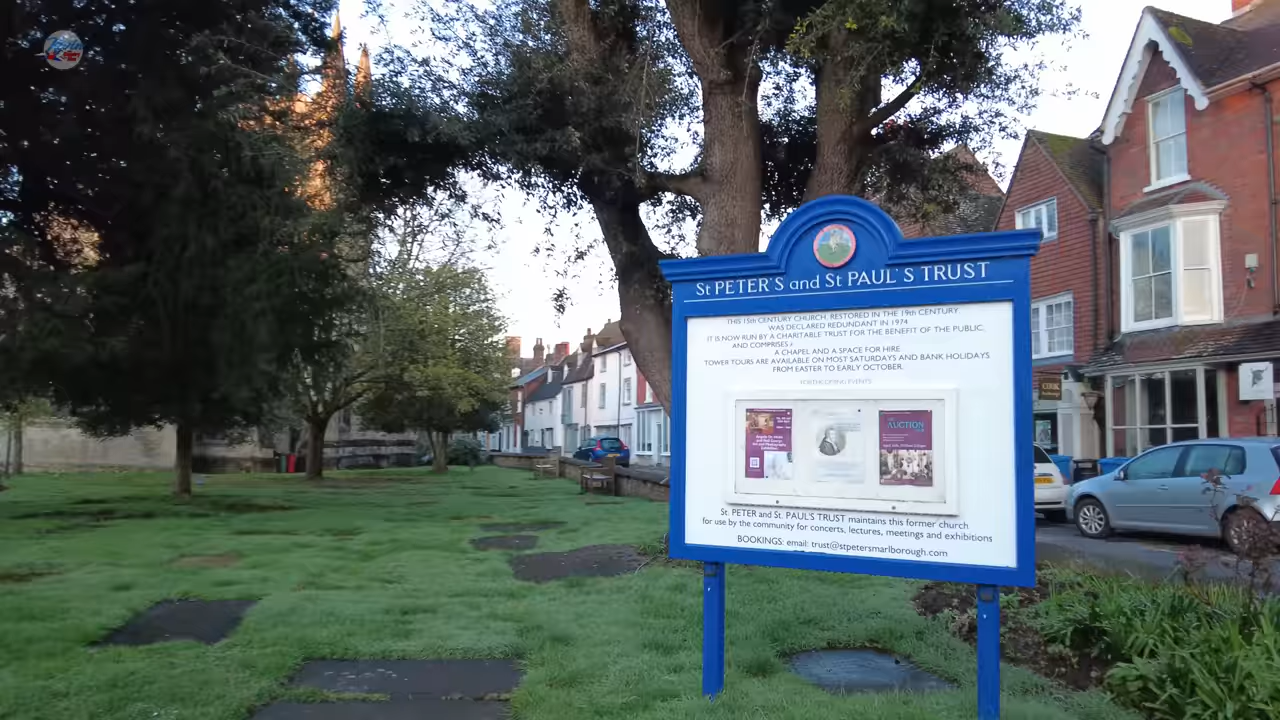 St PETER'S and St PAUL'S TRUST
THIS 15th CENTURY CHURCH, RESTORED IN THE 19th CENTURY
WAS DECLARED REDUNDANT IN 1974
IT IS NOW RUN BY A CHARITABLE TRUST FOR THE BENEFIT OF THE PUBLIC,
AND COMPRISES
A CHAPEL AND A SPACE FOR HIRE
TOWER TOURS ARE AVAILABLE ON MOST SATURDAYS AND BANK HOLIDAYS
FROM EASTER TO EARLY OCTOBER.
FORTHCOMING EVENTS
AUCTION
St. PETER and St. PAUL'S TRUST maintains this former church
for use by the community for concerts, lectures, meetings and exhibitions
BOOKINGS: email: trust@stpetersmarlborough.com
COOK